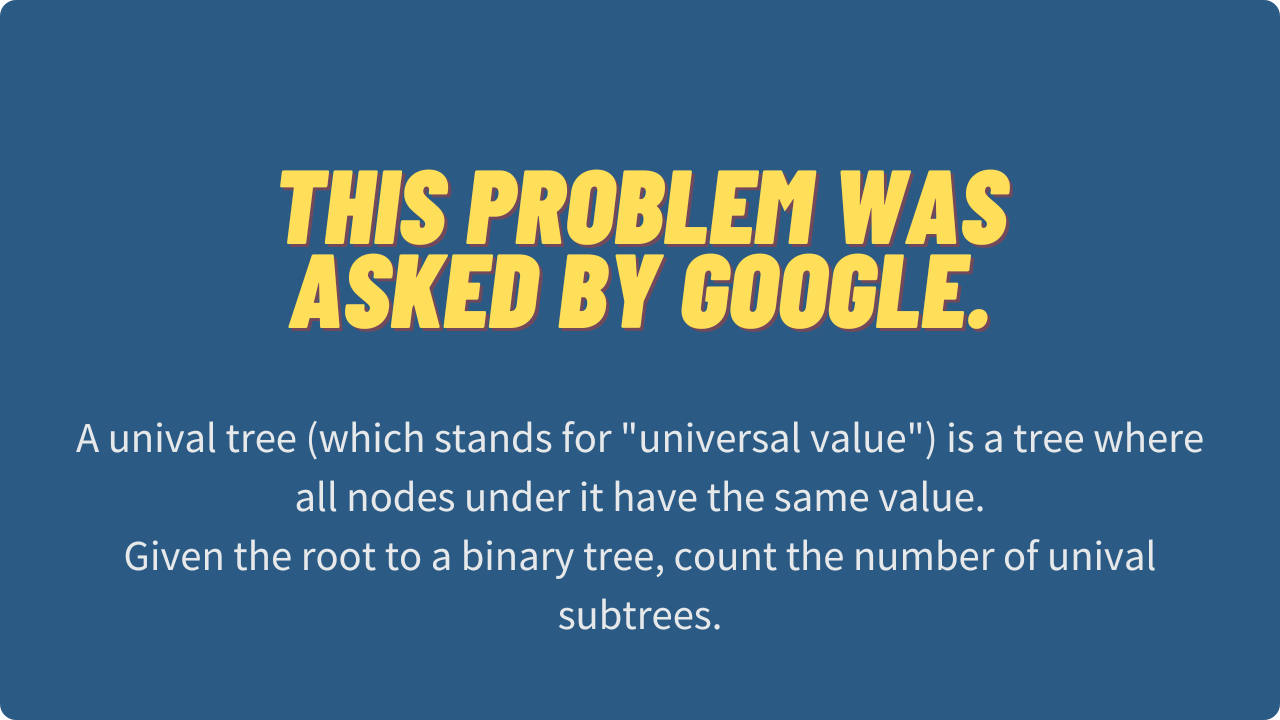 THIS PROBLEM WAS
ASKED BY GOOGLE.
A unival tree (which stands for "universal value") is a tree where
all nodes under it have the same value.
Given the root to a binary tree, count the number of unival
subtrees.